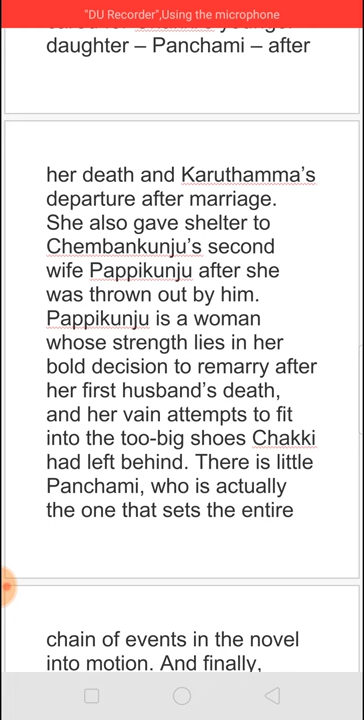 "DU Recorder",Using the microphone
daughter – Panchami – after
her death and Karuthamma's
departure after marriage.
She also gave shelter to
Chembankunju's second
wife Pappikunju after she
was thrown out by him.
Pappikunju is a woman
whose strength lies in her
bold decision to remarry after
her first husband's death,
and her vain attempts to fit
into the too-big shoes Chakki
had left behind. There is little
Panchami, who is actually
the one that sets the entire
chain of events in the novel
into motion. And finally,